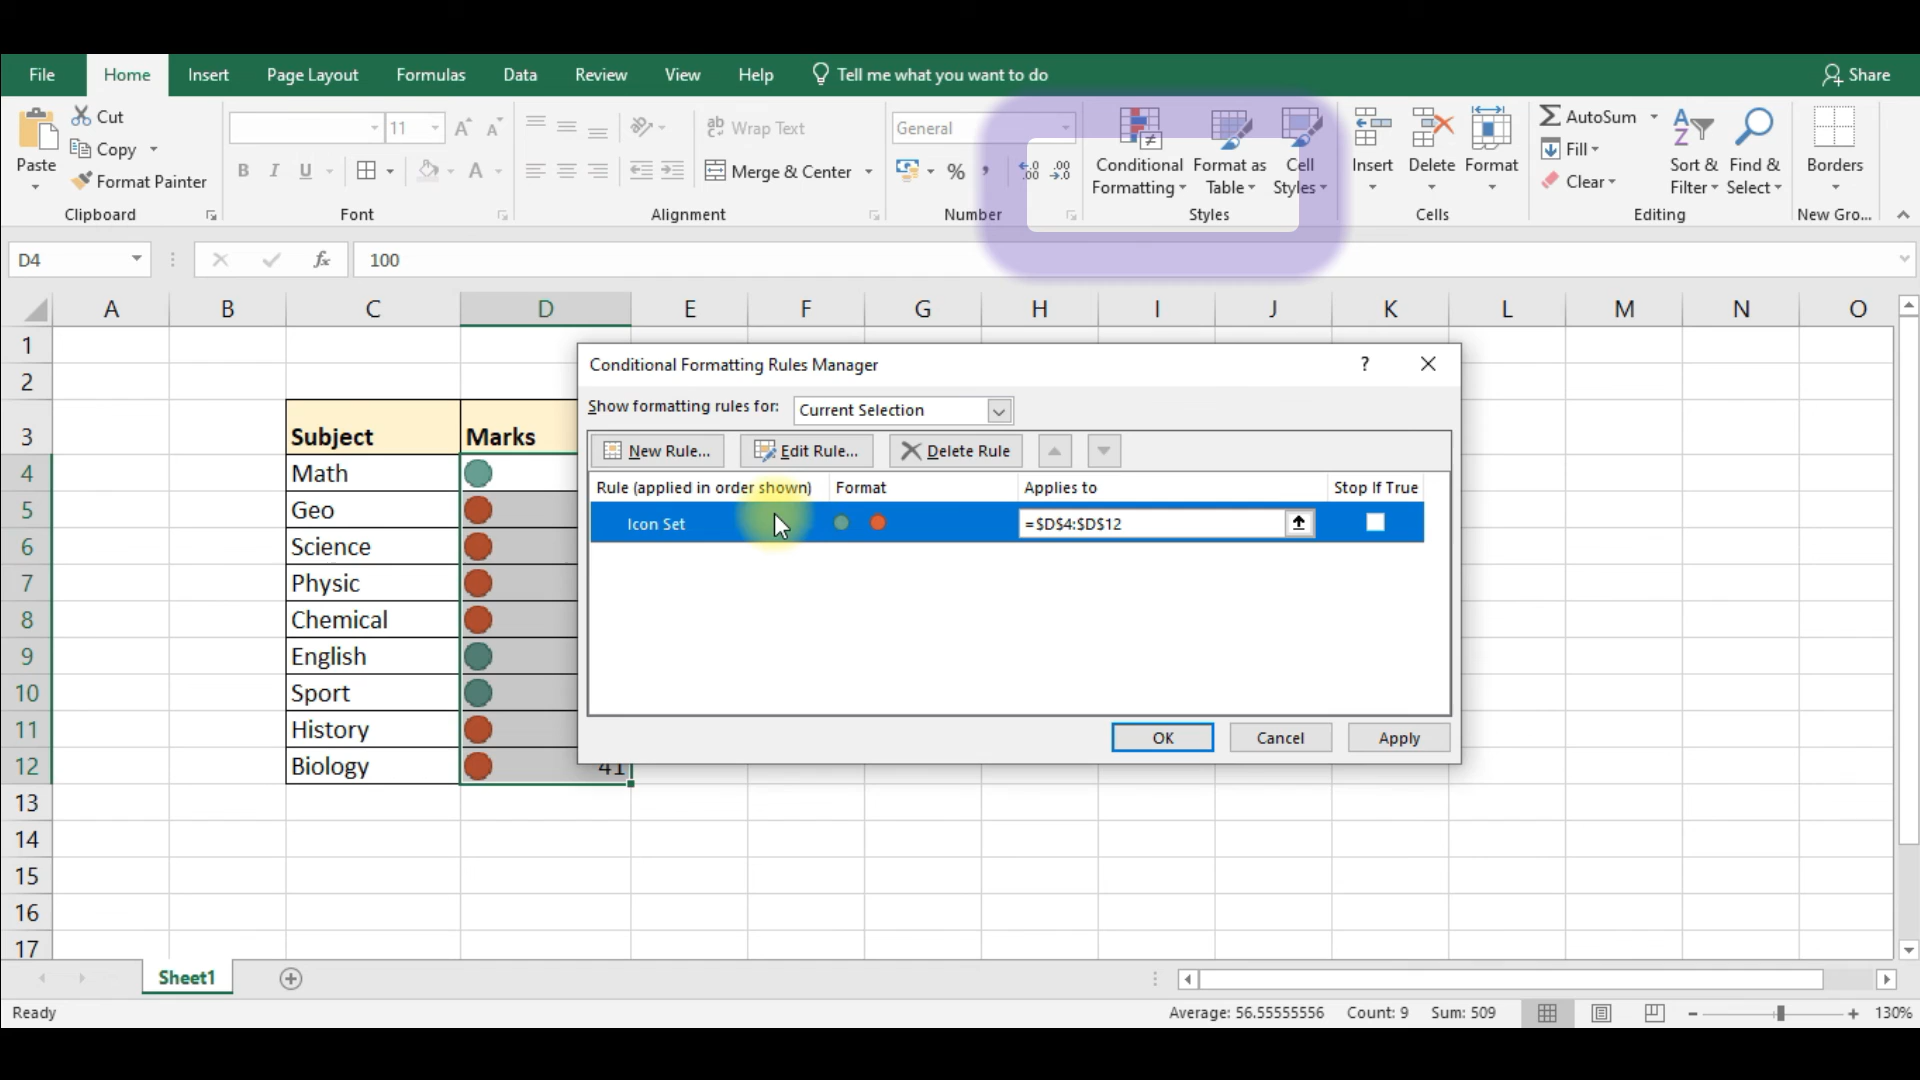 File Home Insert Page Layout Formulas Data Review View Help Tell me what you want to do Share
Paste Cut Copy Format Painter Clipboard
11 B I U Font
ab Wrap Text Merge & Center Alignment
General % Number
Conditional Formatting Format as Table Cell Styles Styles
Insert Delete Format Cells
AutoSum Fill Clear Sort & Filter Find & Select Editing
Borders New Gro...
D4 fx 100
A B C D E F G H I J K L M N O
1
2
3 Subject Marks
4 Math
5 Geo
6 Science
7 Physic
8 Chemical
9 English
10 Sport
11 History
12 Biology 41
13
14
15
16
17
Conditional Formatting Rules Manager ?
Show formatting rules for: Current Selection
New Rule... Edit Rule... Delete Rule
Rule (applied in order shown) Format Applies to Stop If True
Icon Set =$D$4:$D$12
OK Cancel Apply
Sheet1
Ready Average: 56.55555556 Count: 9 Sum: 509 130%